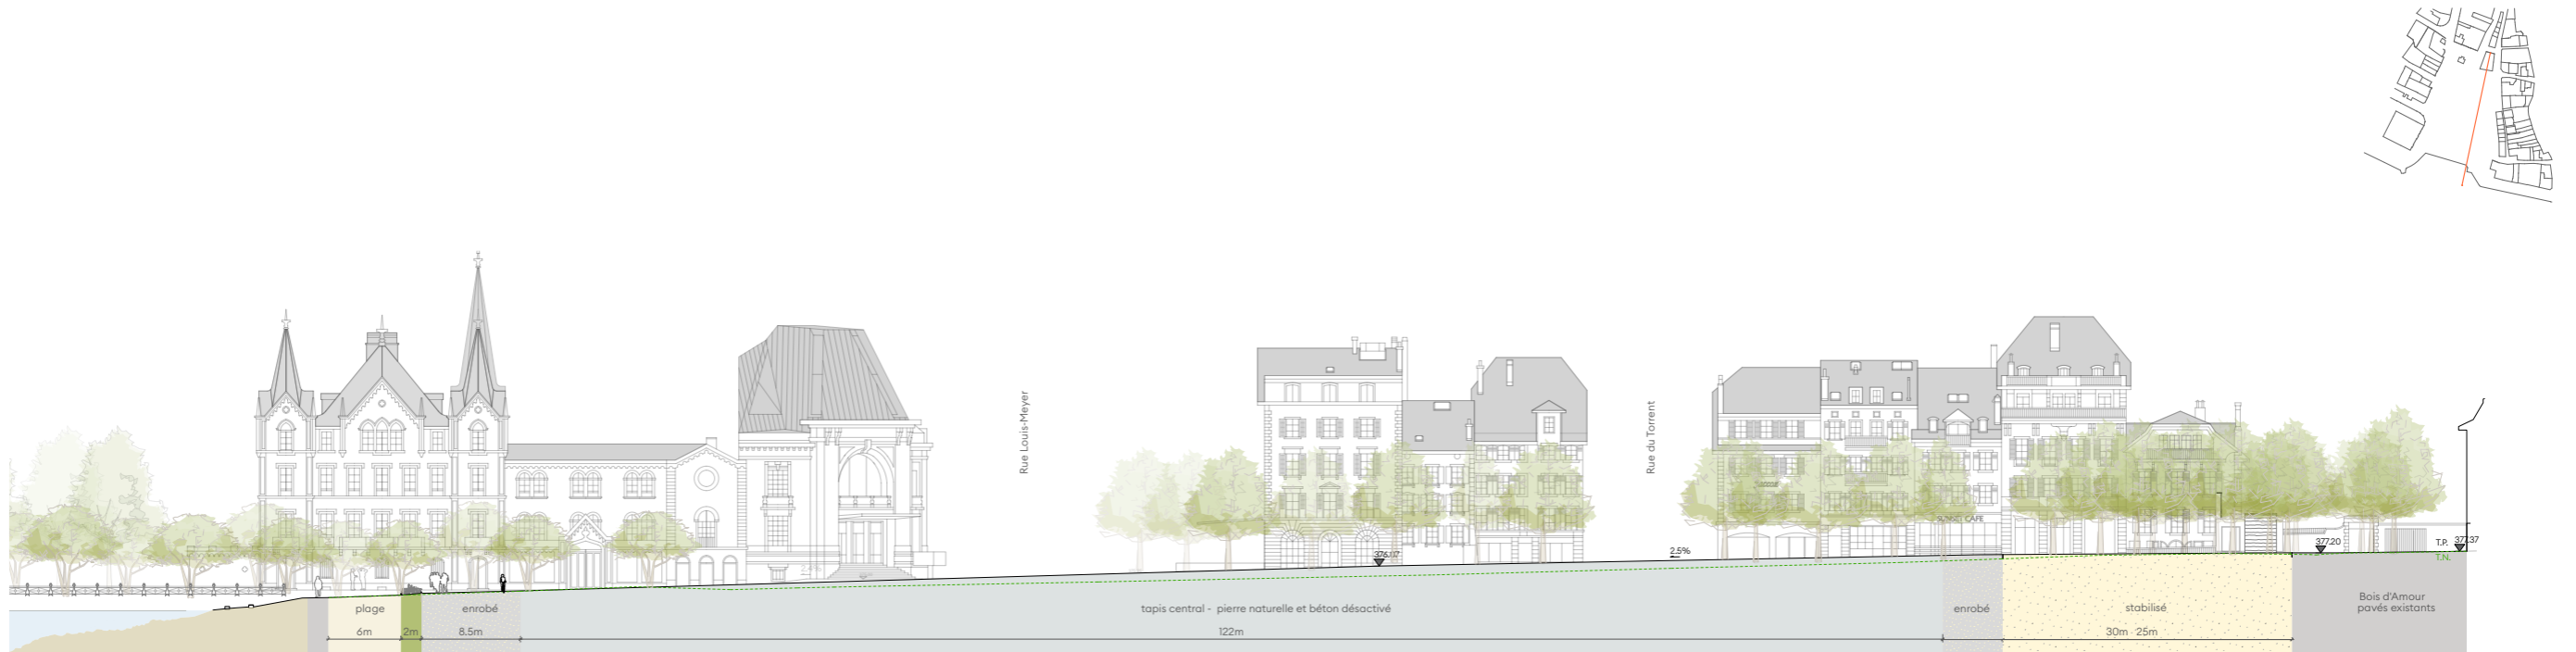 Rue Louis-Meyer
Rue du Torrent
SUNSET CAFE
376.07
2.5%
377.20
T.P. 377.37
T.N.
plage
enrobé
tapis central - pierre naturelle et béton désactivé
enrobé
stabilisé
Bois d'Amour
pavés existants
6m
2m
8.5m
122m
30m 25m